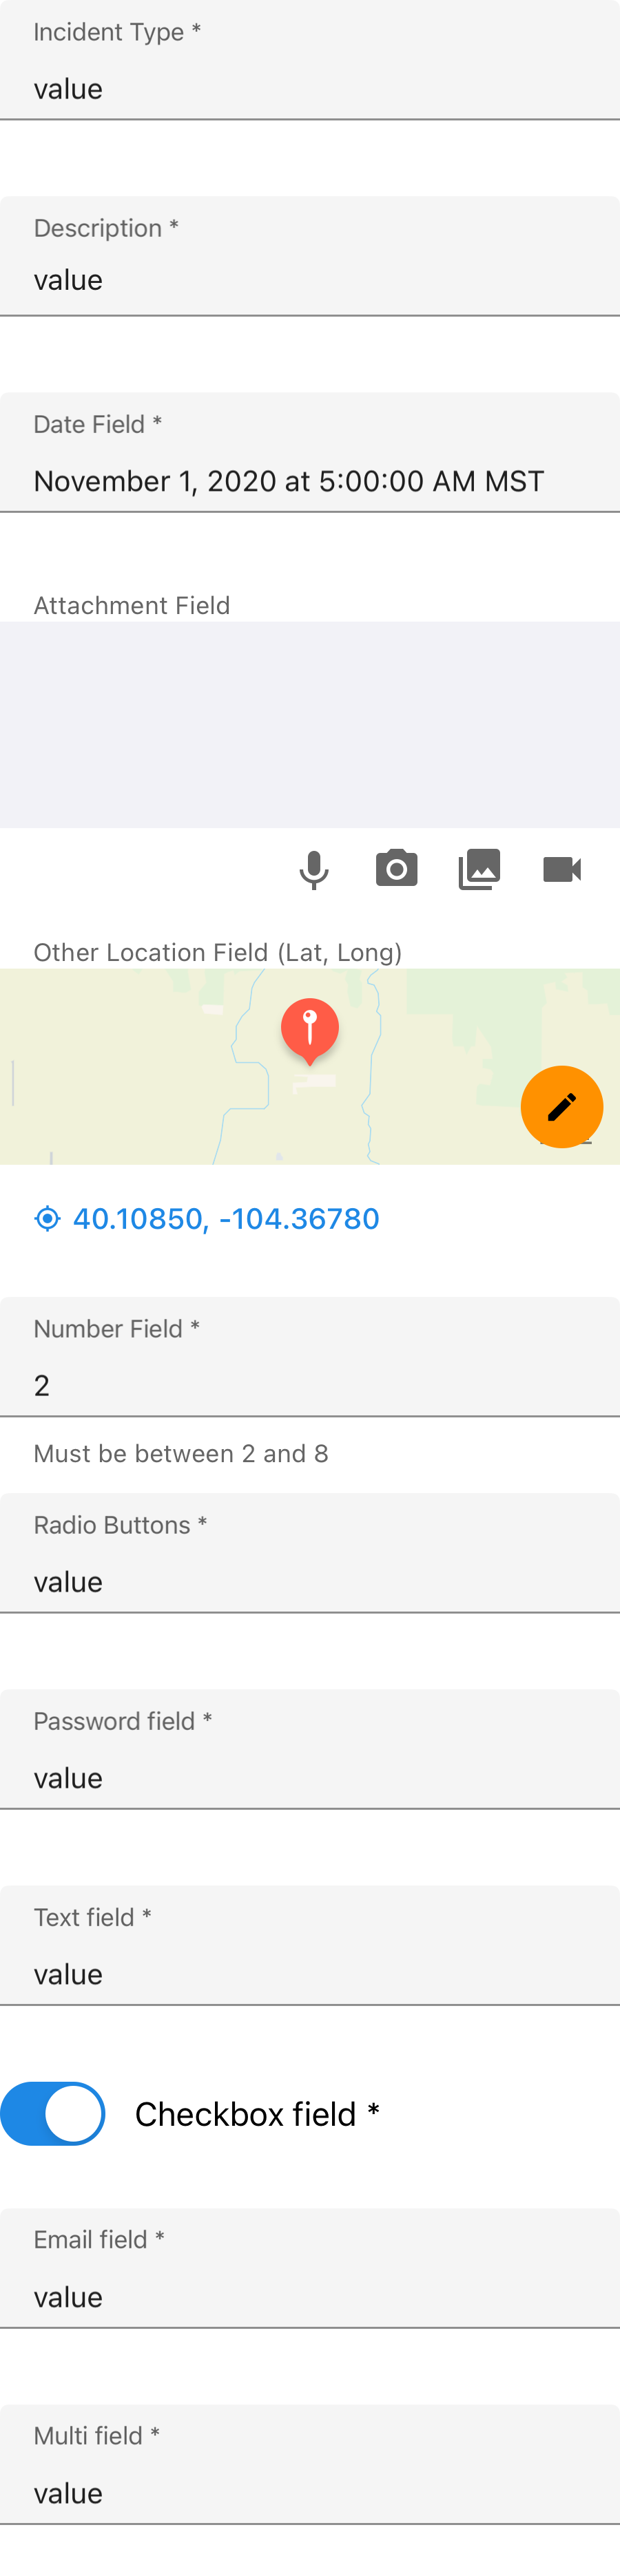 Incident Type *
value
Description *
value
Date Field *
November 1, 2020 at 5:00:00 AM MST
Attachment Field
Other Location Field (Lat, Long)
40.10850, -104.36780
Number Field *
2
Must be between 2 and 8
Radio Buttons *
value
Password field *
value
Text field *
value
Checkbox field *
Email field *
value
Multi field *
value